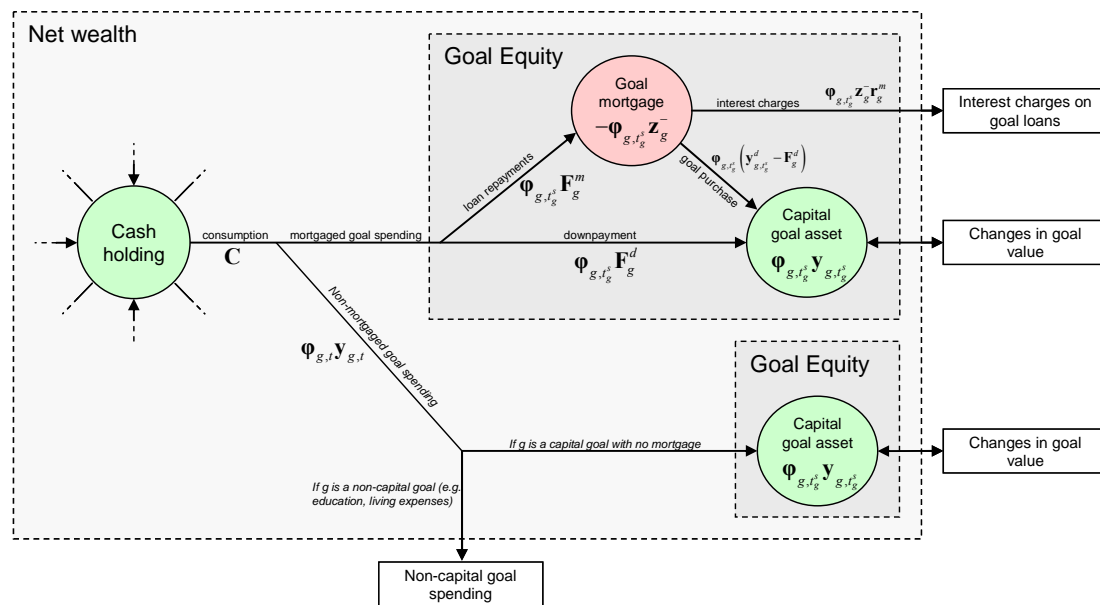 Net wealth
Goal Equity
Goal
mortgage
−φ_{g,t_g^s} z_g^−
interest charges
φ_{g,t_g^s} z_g^− r_g^m
Interest charges on
goal loans
loan repayments
φ_{g,t_g^s} F_g^m
φ_{g,t_g^s} (y_{g,t_g^s}^d − F_g^d)
goal purchase
Cash
holding
consumption
C
mortgaged goal spending
downpayment
φ_{g,t_g^s} F_g^d
Capital
goal asset
φ_{g,t_g^s} y_{g,t_g^s}
Changes in goal
value
Non-mortgaged goal spending
φ_{g,t} y_{g,t}
Goal Equity
If g is a capital goal with no mortgage
Capital
goal asset
φ_{g,t_g^s} y_{g,t_g^s}
Changes in goal
value
If g is a non-capital goal (e.g.
education, living expenses)
Non-capital goal
spending